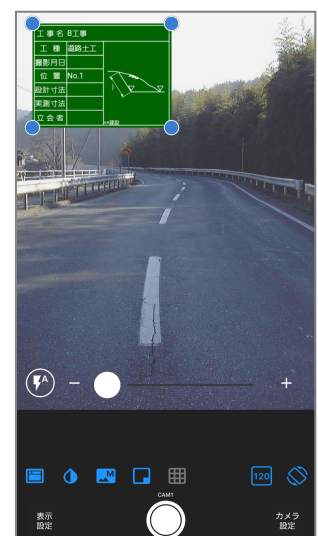 工事名 B工事
工種 道路土工
撮影月日
位置 No.1
設計寸法
実測寸法
立会者
××建設
A
M
120
CAM1
表示
設定
カメラ
設定